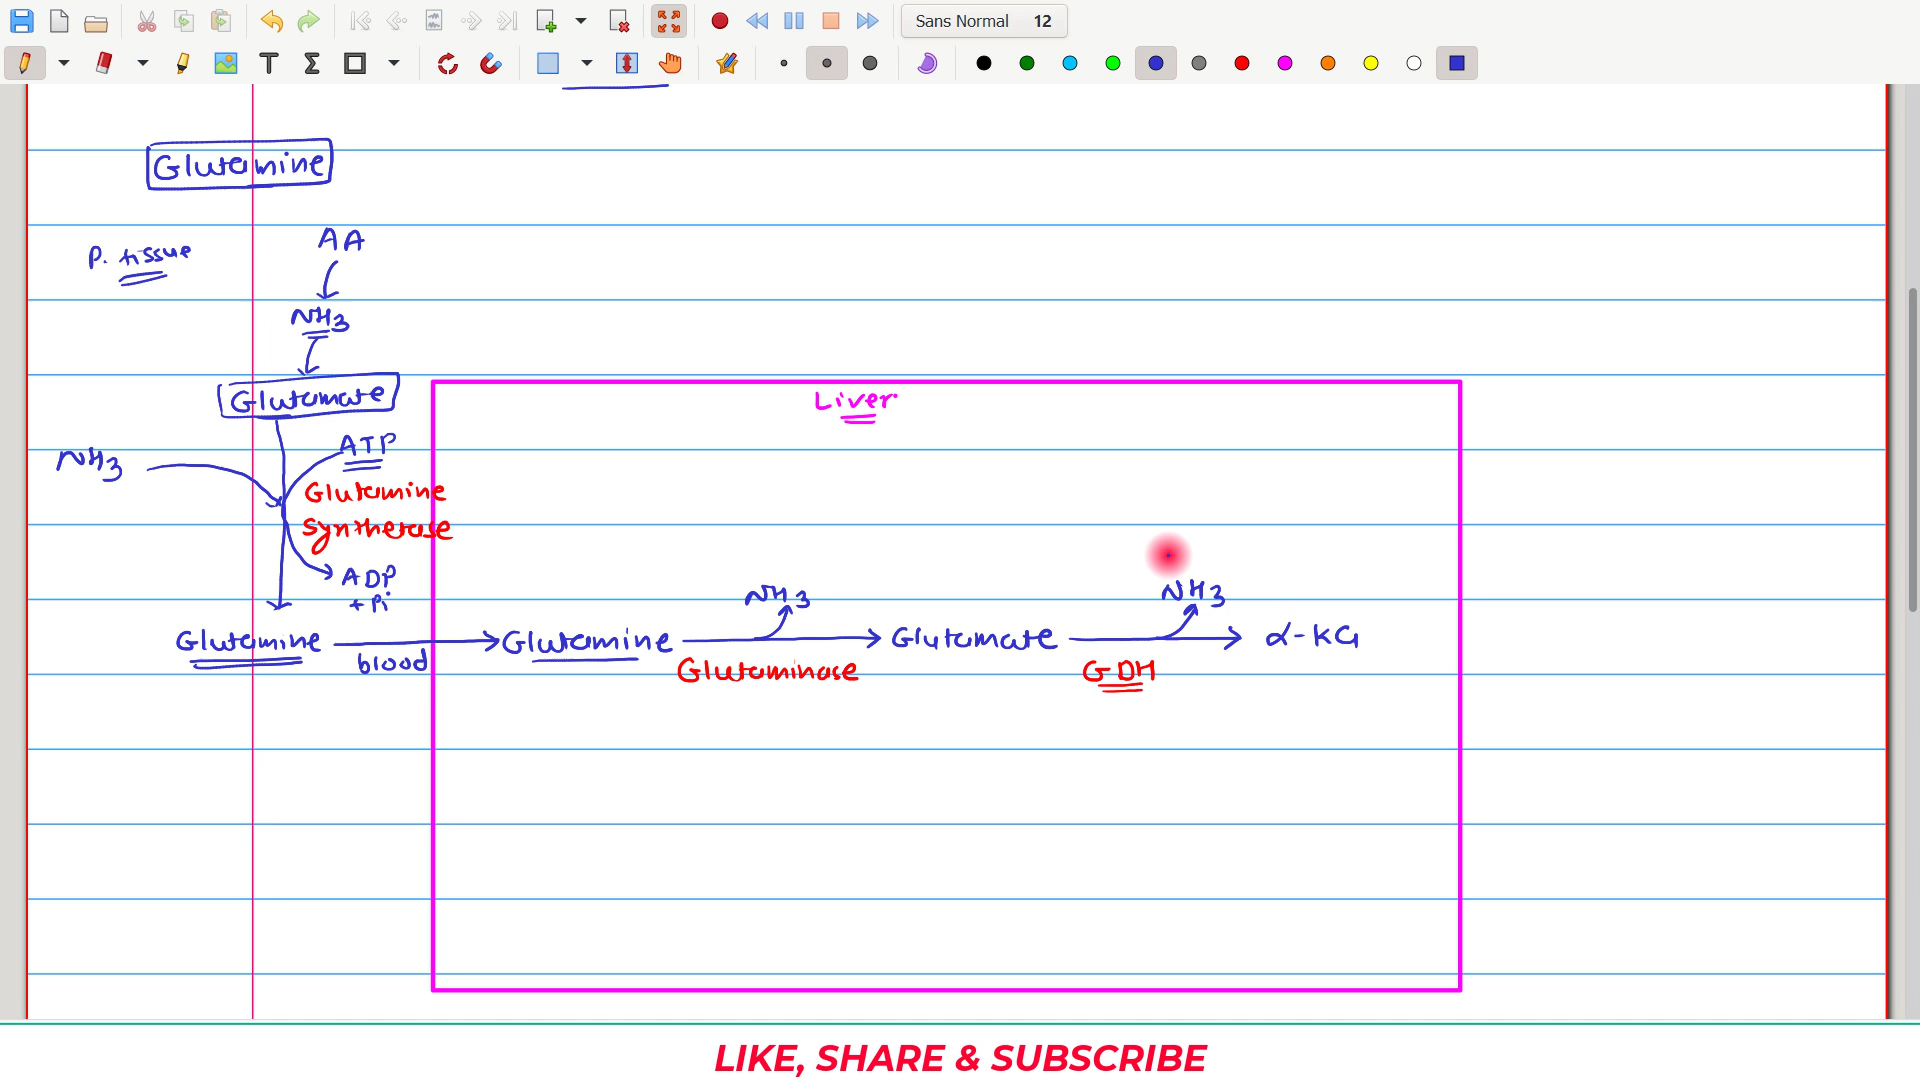 Sans Normal 12
Glutamine
P. tissue
AA
NH3
Glutamate
Liver
ATP
NH3
Glutamine
synthetase
ADP
+ Pi
NH3
NH3
Glutamine
blood
Glutamine
Glutaminase
Glutamate
GDH
α-KG
LIKE, SHARE & SUBSCRIBE